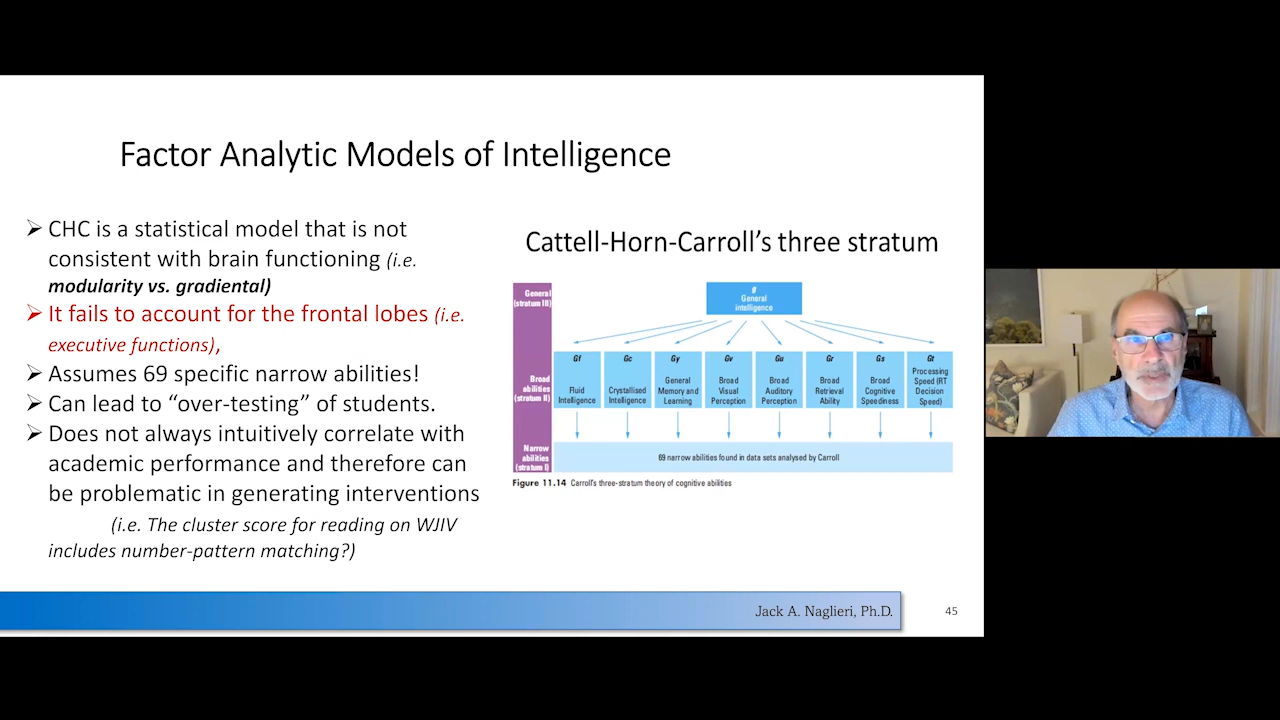 Factor Analytic Models of Intelligence
➢ CHC is a statistical model that is not
consistent with brain functioning (i.e.
modularity vs. gradiental)
➢ It fails to account for the frontal lobes (i.e.
executive functions),
➢ Assumes 69 specific narrow abilities!
➢ Can lead to “over-testing” of students.
➢ Does not always intuitively correlate with
academic performance and therefore can
be problematic in generating interventions
(i.e. The cluster score for reading on WJIV
includes number-pattern matching?)
Cattell-Horn-Carroll’s three stratum
General
(stratum III)
g
General
intelligence
Broad
abilities
(stratum II)
Gf
Fluid
Intelligence
Gc
Crystallised
Intelligence
Gy
General
Memory and
Learning
Gv
Broad
Visual
Perception
Gu
Broad
Auditory
Perception
Gr
Broad
Retrieval
Ability
Gs
Broad
Cognitive
Speediness
Gt
Processing
Speed (RT
Decision
Speed)
Narrow
abilities
(stratum I)
69 narrow abilities found in data sets analysed by Carroll
Figure 11.14 Carroll's three-stratum theory of cognitive abilities
Jack A. Naglieri, Ph.D.
45